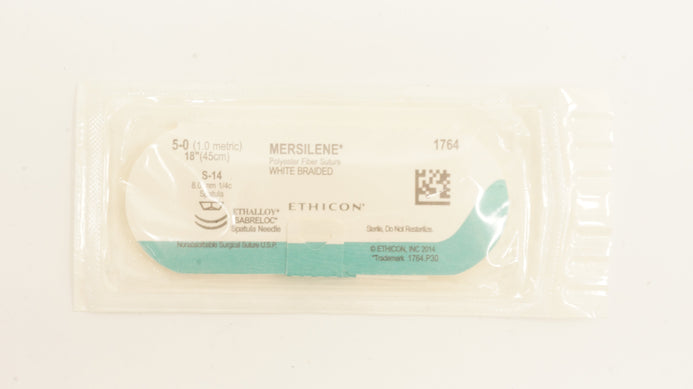 5-0 (1.0 metric)
18"(45cm)
MERSILENE*
Polyester Fiber Suture
WHITE BRAIDED
1764
S-14
8.0mm 1/4c
Spatula
ETHALLOY*
SABRELOC*
Spatula Needle
ETHICON*
Sterile, Do Not Resterilize.
Nonabsorbable Surgical Suture U.S.P.
© ETHICON, INC 2014
*Trademark 1764.P30